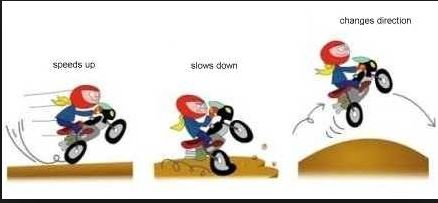 speeds up
slows down
changes direction